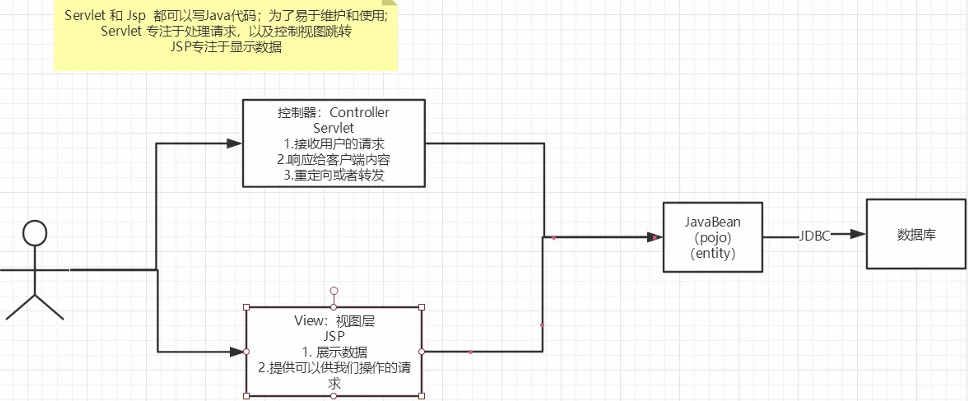 Servlet 和 Jsp 都可以写Java代码；为了易于维护和使用;
Servlet 专注于处理请求，以及控制视图跳转
JSP专注于显示数据
控制器：Controller
Servlet
1.接收用户的请求
2.响应给客户端内容
3.重定向或者转发
JavaBean
（pojo）
（entity）
JDBC
数据库
View：视图层
JSP
1. 展示数据
2.提供可以供我们操作的请
求